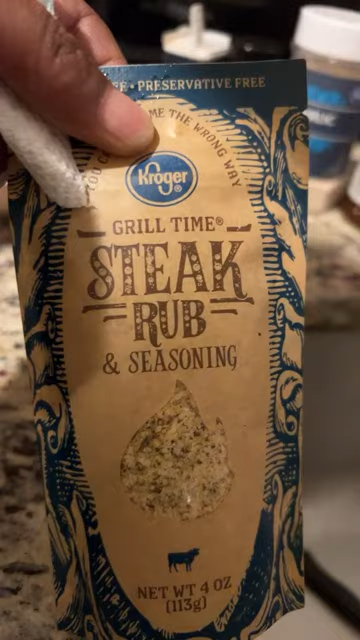 • PRESERVATIVE FREE
ME THE WRONG WAY
Kroger®
GRILL TIME®
STEAK
RUB
& SEASONING
NET WT 4 OZ
(113g)